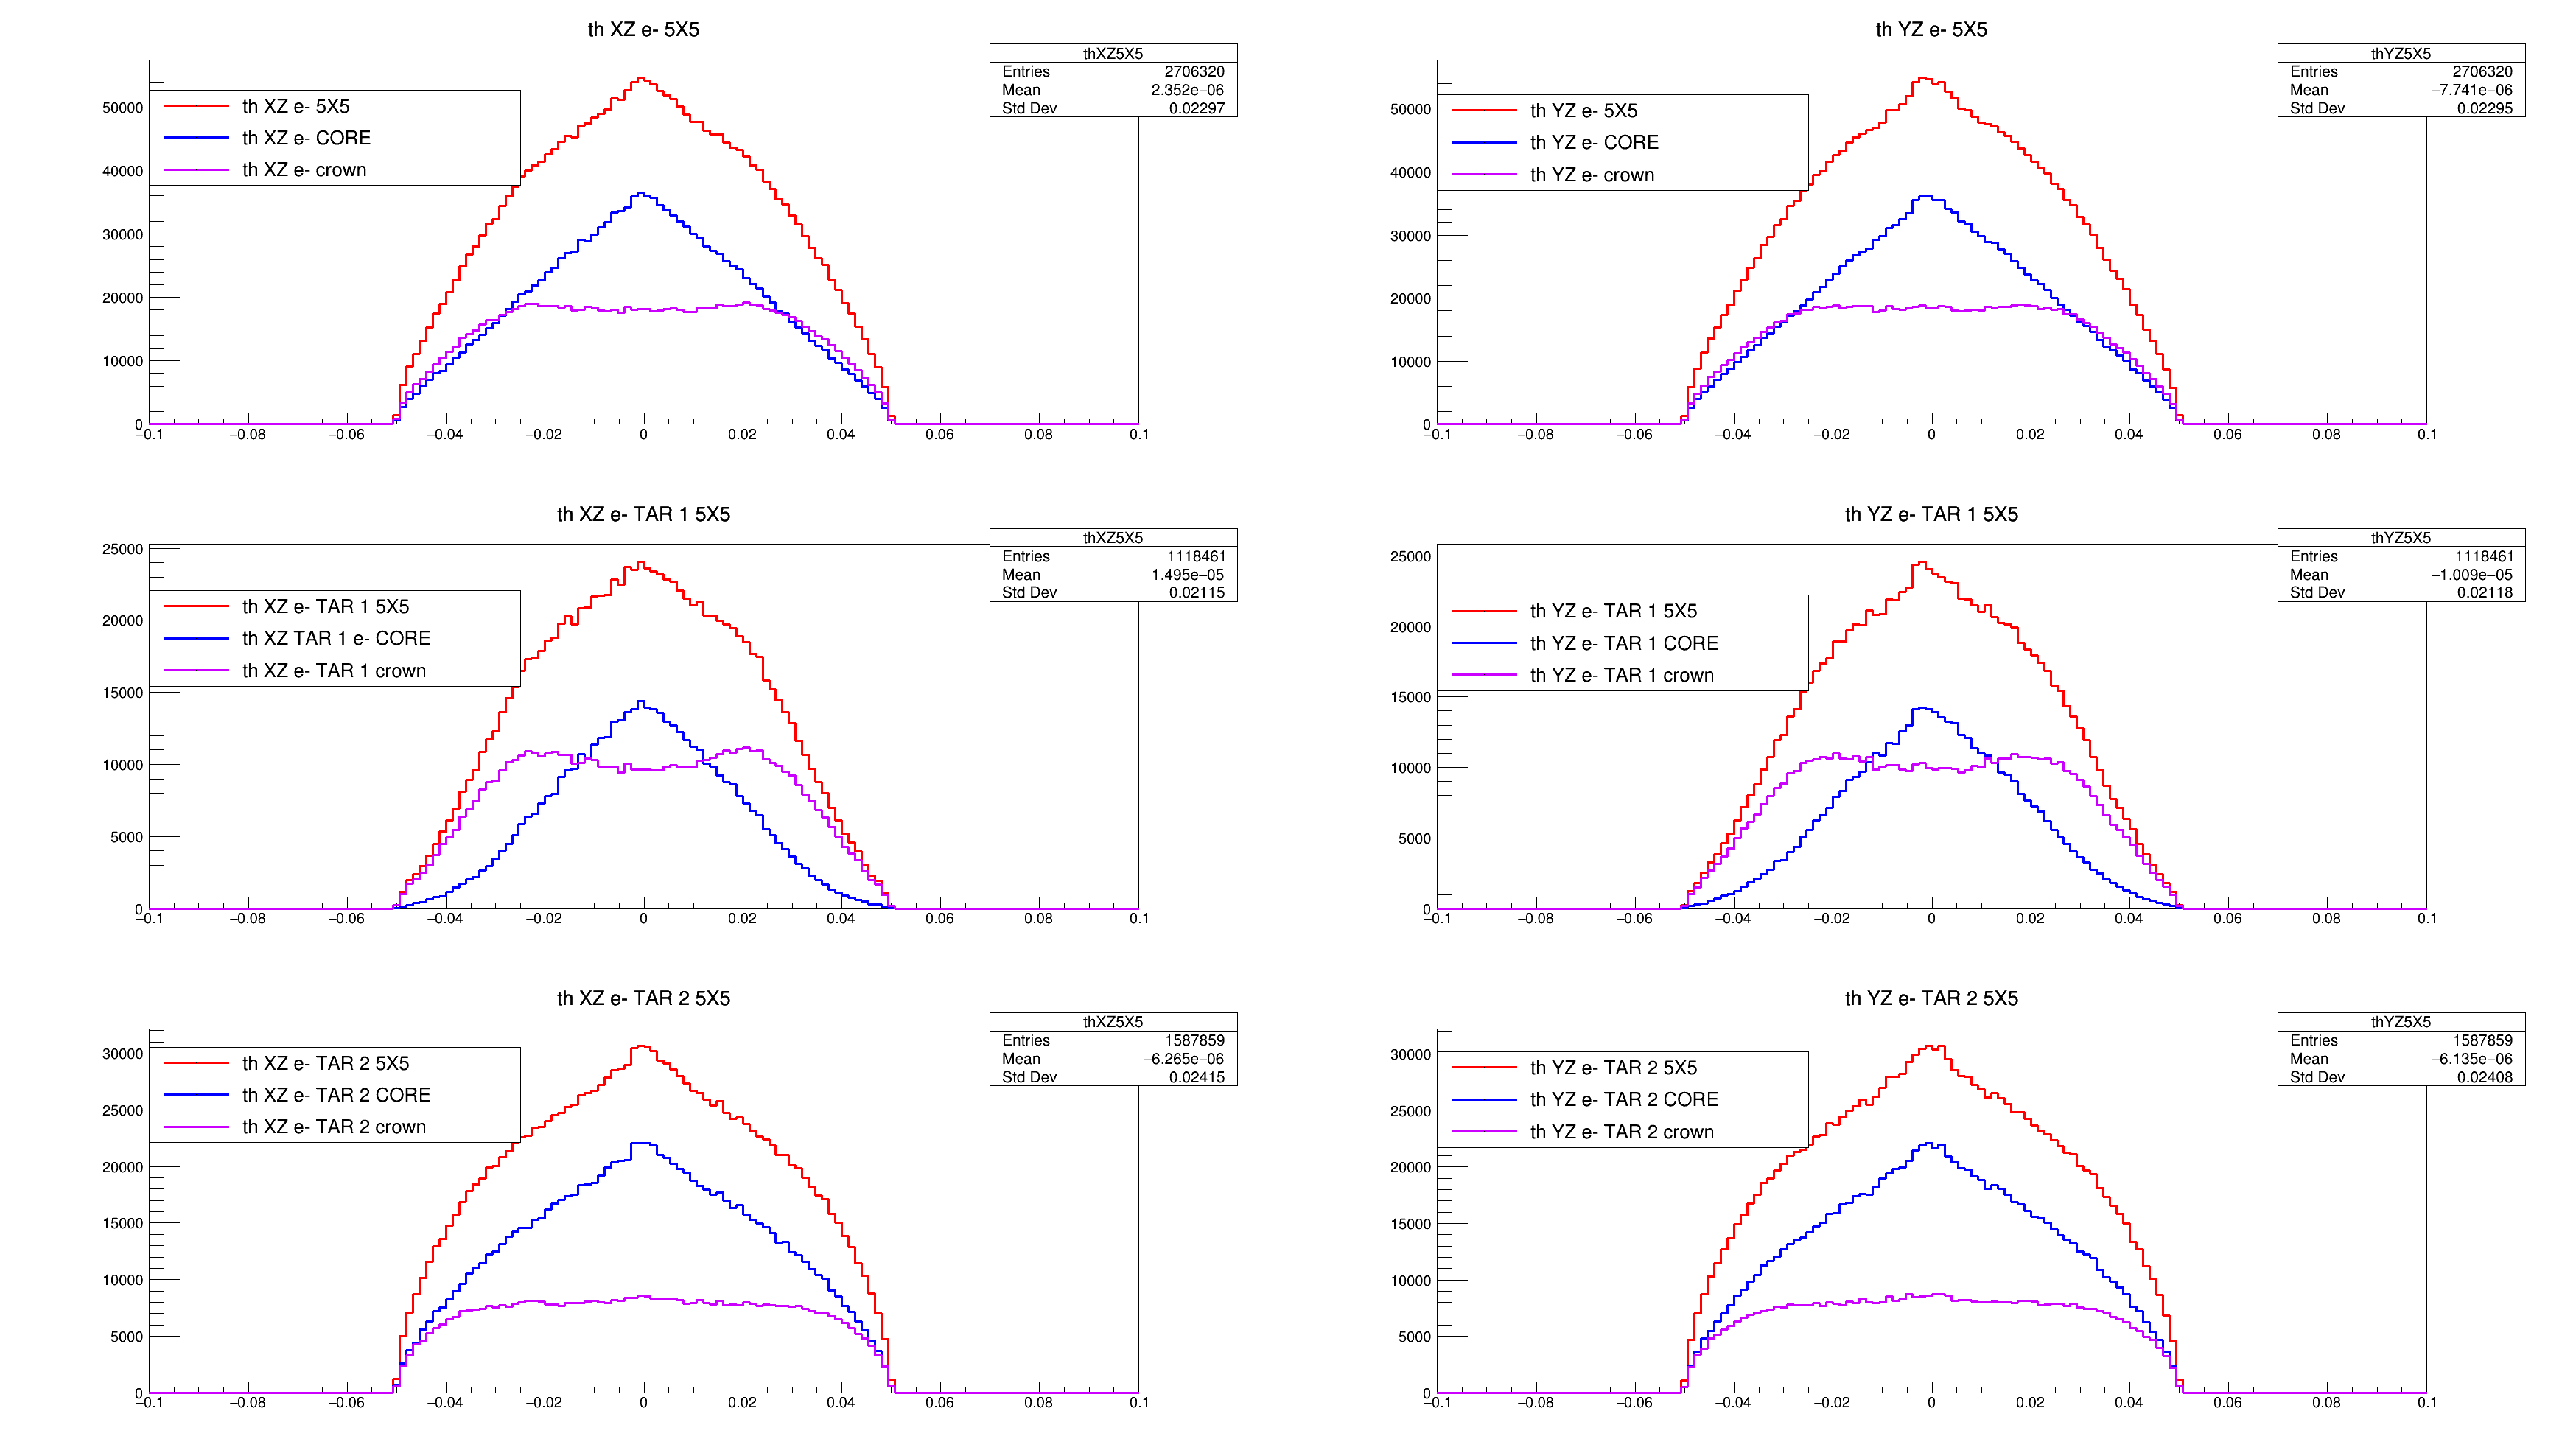 th XZ e- 5X5
thXZ5X5
Entries 2706320
Mean 2.352e−06
Std Dev 0.02297
th XZ e- 5X5
th XZ e- CORE
th XZ e- crown
50000
40000
30000
20000
10000
0
−0.1 −0.08 −0.06 −0.04 −0.02 0 0.02 0.04 0.06 0.08 0.1
th YZ e- 5X5
thYZ5X5
Entries 2706320
Mean −7.741e−06
Std Dev 0.02295
th YZ e- 5X5
th YZ e- CORE
th YZ e- crown
50000
40000
30000
20000
10000
0
−0.1 −0.08 −0.06 −0.04 −0.02 0 0.02 0.04 0.06 0.08 0.1
th XZ e- TAR 1 5X5
thXZ5X5
Entries 1118461
Mean 1.495e−05
Std Dev 0.02115
th XZ e- TAR 1 5X5
th XZ TAR 1 e- CORE
th XZ e- TAR 1 crown
25000
20000
15000
10000
5000
0
−0.1 −0.08 −0.06 −0.04 −0.02 0 0.02 0.04 0.06 0.08 0.1
th YZ e- TAR 1 5X5
thYZ5X5
Entries 1118461
Mean −1.009e−05
Std Dev 0.02118
th YZ e- TAR 1 5X5
th YZ e- TAR 1 CORE
th YZ e- TAR 1 crown
25000
20000
15000
10000
5000
0
−0.1 −0.08 −0.06 −0.04 −0.02 0 0.02 0.04 0.06 0.08 0.1
th XZ e- TAR 2 5X5
thXZ5X5
Entries 1587859
Mean −6.265e−06
Std Dev 0.02415
th XZ e- TAR 2 5X5
th XZ e- TAR 2 CORE
th XZ e- TAR 2 crown
30000
25000
20000
15000
10000
5000
0
−0.1 −0.08 −0.06 −0.04 −0.02 0 0.02 0.04 0.06 0.08 0.1
th YZ e- TAR 2 5X5
thYZ5X5
Entries 1587859
Mean −6.135e−06
Std Dev 0.02408
th YZ e- TAR 2 5X5
th YZ e- TAR 2 CORE
th YZ e- TAR 2 crown
30000
25000
20000
15000
10000
5000
0
−0.1 −0.08 −0.06 −0.04 −0.02 0 0.02 0.04 0.06 0.08 0.1